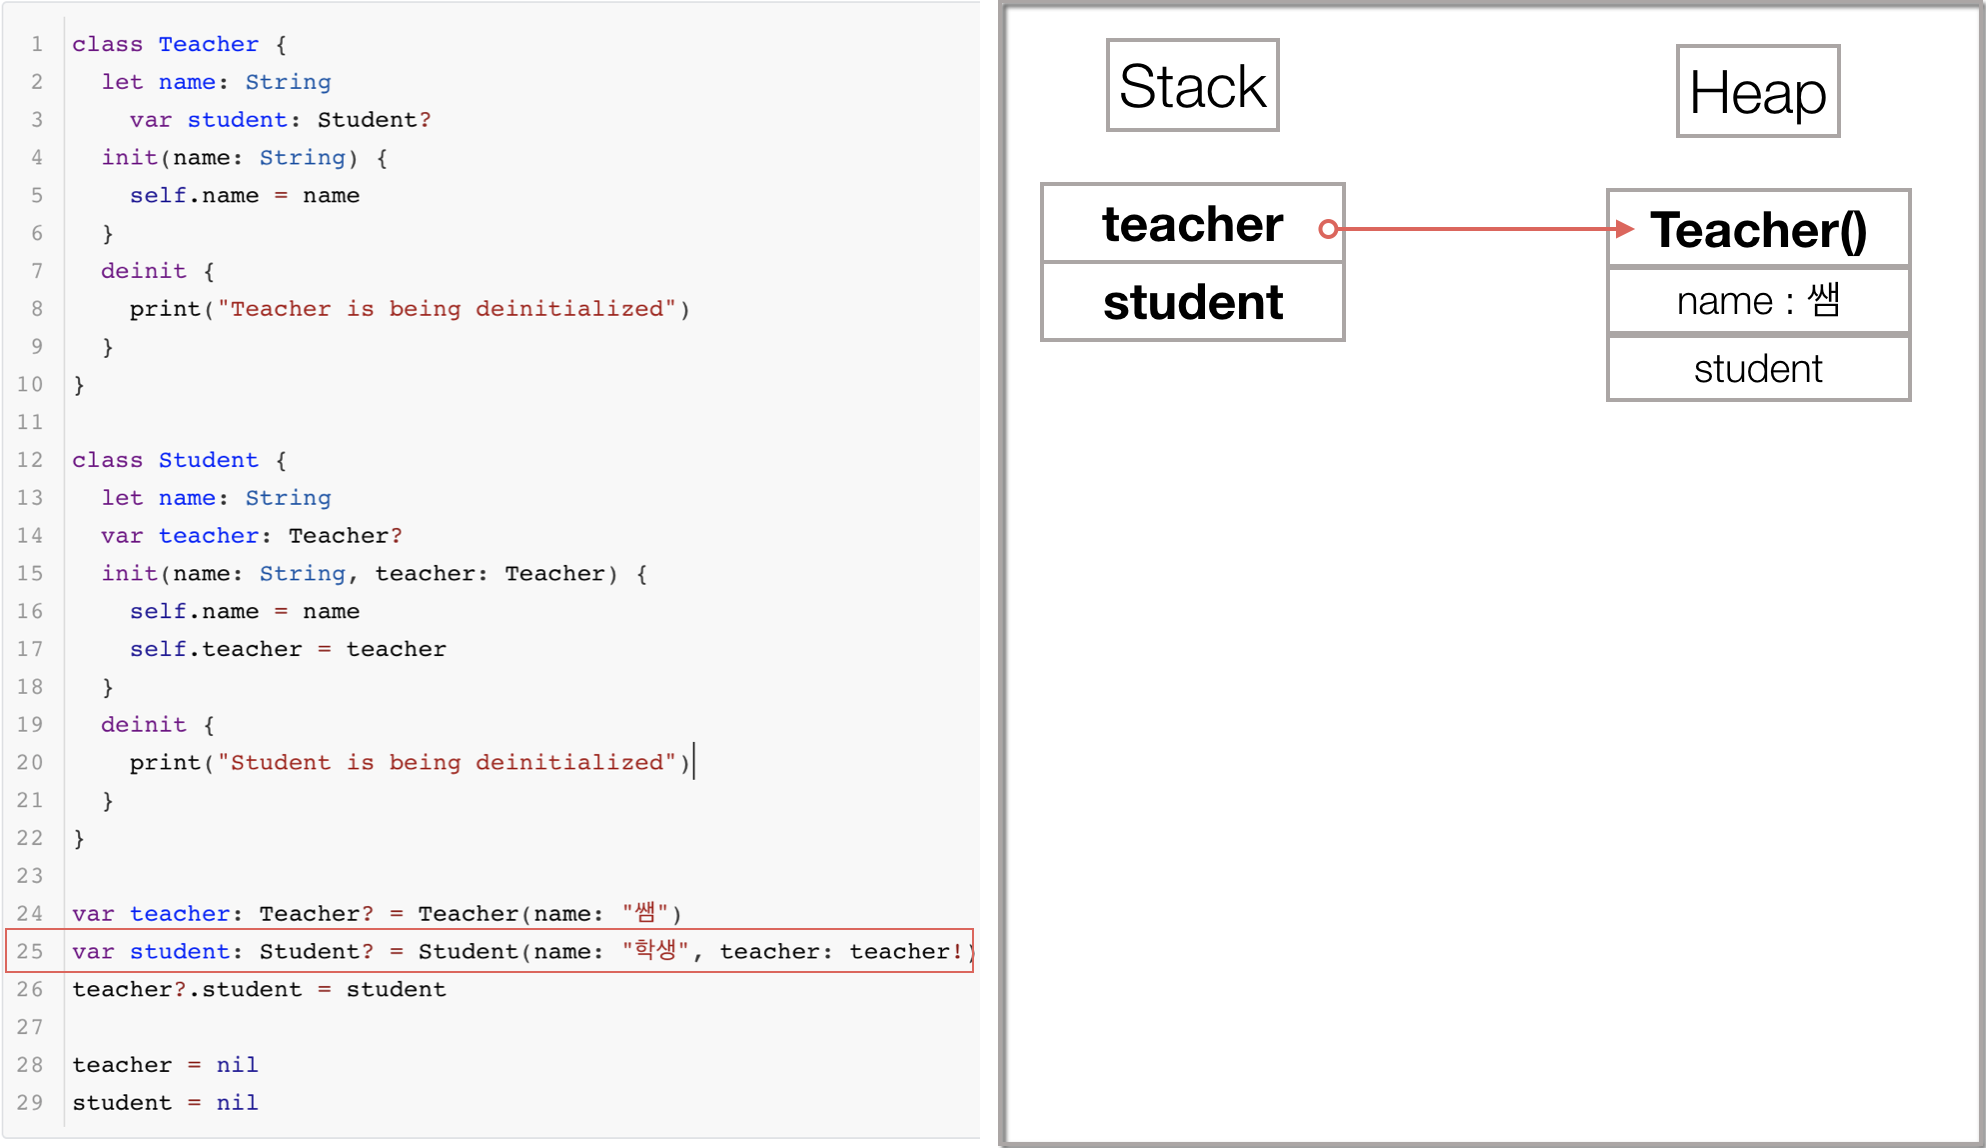 1 class Teacher {
2 let name: String
3 var student: Student?
4 init(name: String) {
5 self.name = name
6 }
7 deinit {
8 print("Teacher is being deinitialized")
9 }
10 }
11
12 class Student {
13 let name: String
14 var teacher: Teacher?
15 init(name: String, teacher: Teacher) {
16 self.name = name
17 self.teacher = teacher
18 }
19 deinit {
20 print("Student is being deinitialized")
21 }
22 }
23
24 var teacher: Teacher? = Teacher(name: "쌤")
25 var student: Student? = Student(name: "학생", teacher: teacher!)
26 teacher?.student = student
27
28 teacher = nil
29 student = nil
Stack
teacher
student
Heap
Teacher()
name : 쌤
student